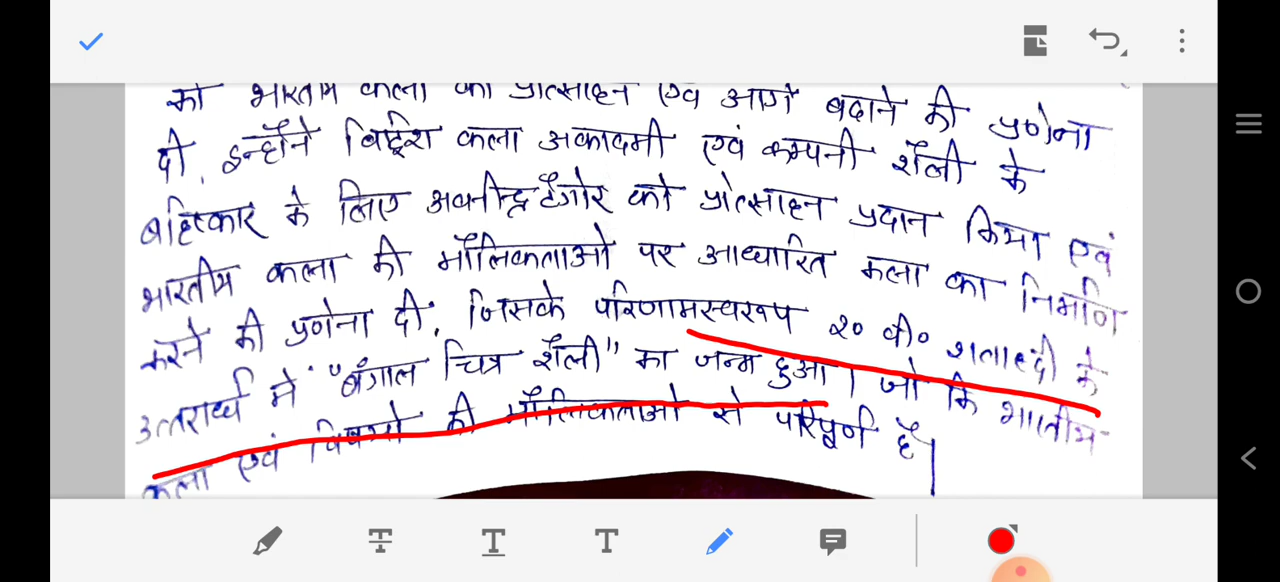 को भारतीय कला को प्रोत्साहन एवं आगे बढाने की प्रणेना
दी, इन्होंने ब्रिटिश कला अकादमी एवं कम्पनी शैली के
बहिष्कार के लिए अवनीन्द्र टैगोर को प्रोत्साहन प्रदान किया एवं
भारतीय कला की मौलिकताओ पर आधारित कला का निर्माण
करने की प्रणेना दी, जिसके परिणामस्वरूप २० वी० शताब्दी के
उत्तरार्ध्द में "बंगाल चित्र शैली" का जन्म हुआ। जो कि भारतीय
कला एवं विषयो की मौलिकताओ से परिपूर्ण है।
T T T